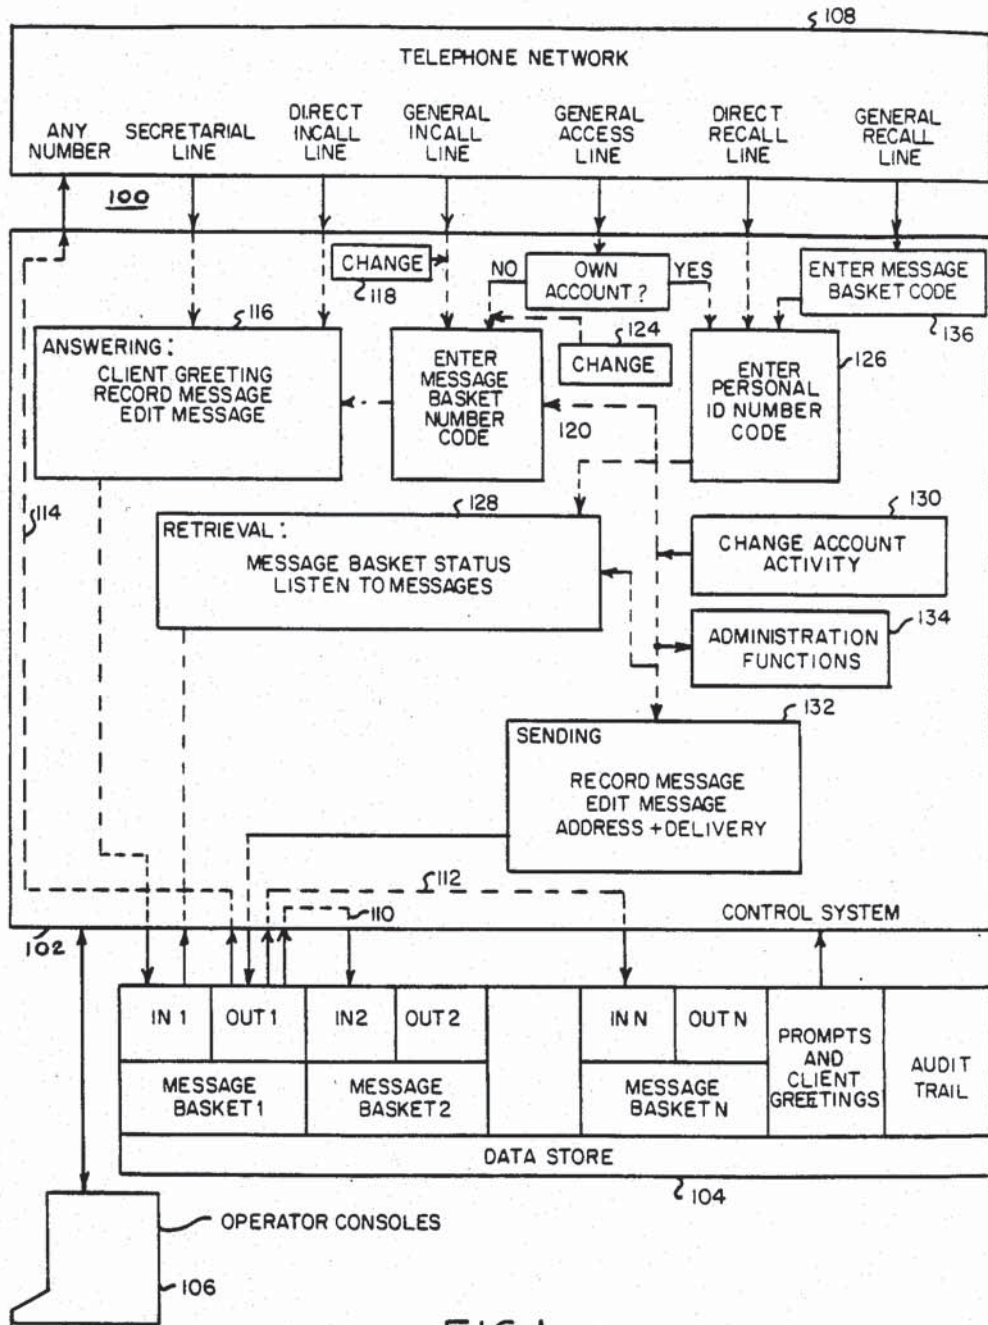 108
TELEPHONE NETWORK
ANY
NUMBER
SECRETARIAL
LINE
DIRECT
INCALL
LINE
GENERAL
INCALL
LINE
GENERAL
ACCESS
LINE
DIRECT
RECALL
LINE
GENERAL
RECALL
LINE
100
CHANGE
118
NO
OWN
ACCOUNT?
YES
ENTER MESSAGE
BASKET CODE
136
116
ANSWERING:
CLIENT GREETING
RECORD MESSAGE
EDIT MESSAGE
ENTER
MESSAGE
BASKET
NUMBER
CODE
120
124
CHANGE
126
ENTER
PERSONAL
ID NUMBER
CODE
114
128
RETRIEVAL:
MESSAGE BASKET STATUS
LISTEN TO MESSAGES
130
CHANGE ACCOUNT
ACTIVITY
134
ADMINISTRATION
FUNCTIONS
132
SENDING
RECORD MESSAGE
EDIT MESSAGE
ADDRESS + DELIVERY
112
110
102
CONTROL SYSTEM
IN 1
OUT 1
IN 2
OUT 2
IN N
OUT N
MESSAGE
BASKET 1
MESSAGE
BASKET 2
MESSAGE
BASKET N
PROMPTS
AND
CLIENT
GREETINGS
AUDIT
TRAIL
DATA STORE
104
OPERATOR CONSOLES
106